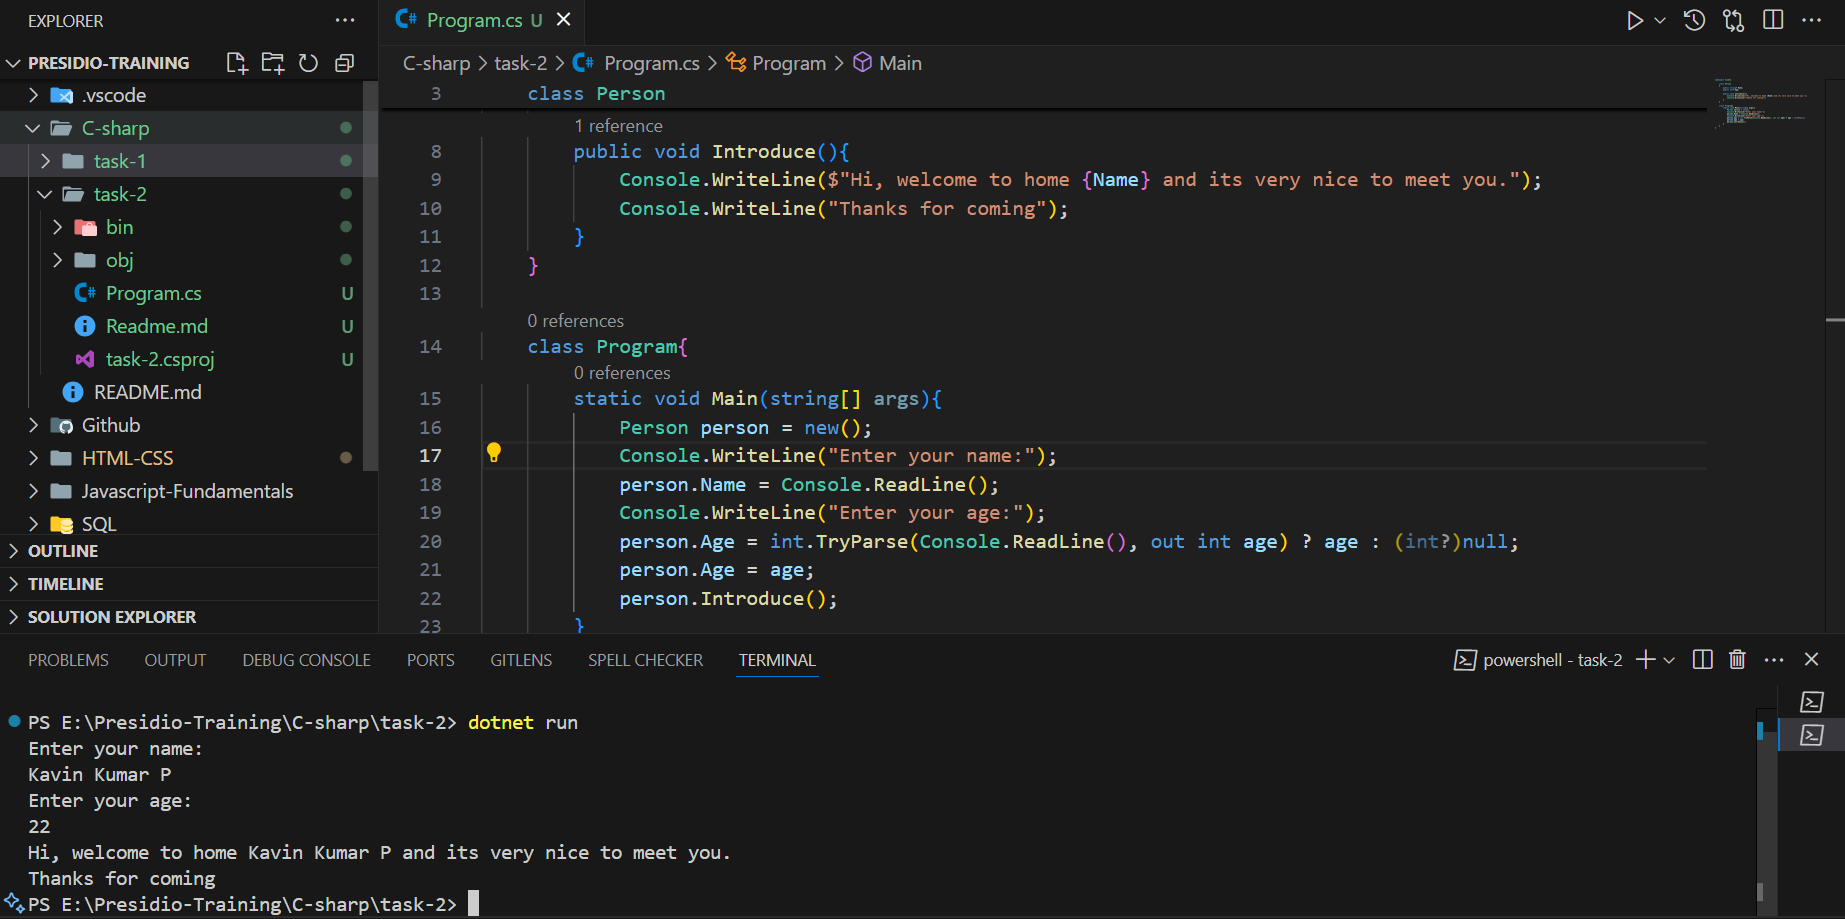 EXPLORER
PRESIDIO-TRAINING
.vscode
C-sharp
task-1
task-2
bin
obj
C# Program.cs U
Readme.md U
task-2.csproj U
README.md
Github
HTML-CSS
Javascript-Fundamentals
SQL
OUTLINE
TIMELINE
SOLUTION EXPLORER
C# Program.cs U
C-sharp > task-2 > C# Program.cs > Program > Main
3 class Person
1 reference
8 public void Introduce(){
9 Console.WriteLine($"Hi, welcome to home {Name} and its very nice to meet you.");
10 Console.WriteLine("Thanks for coming");
11 }
12 }
13
0 references
14 class Program{
0 references
15 static void Main(string[] args){
16 Person person = new();
17 Console.WriteLine("Enter your name:");
18 person.Name = Console.ReadLine();
19 Console.WriteLine("Enter your age:");
20 person.Age = int.TryParse(Console.ReadLine(), out int age) ? age : (int?)null;
21 person.Age = age;
22 person.Introduce();
23 }
PROBLEMS OUTPUT DEBUG CONSOLE PORTS GITLENS SPELL CHECKER TERMINAL
powershell - task-2
PS E:\Presidio-Training\C-sharp\task-2> dotnet run
Enter your name:
Kavin Kumar P
Enter your age:
22
Hi, welcome to home Kavin Kumar P and its very nice to meet you.
Thanks for coming
PS E:\Presidio-Training\C-sharp\task-2>